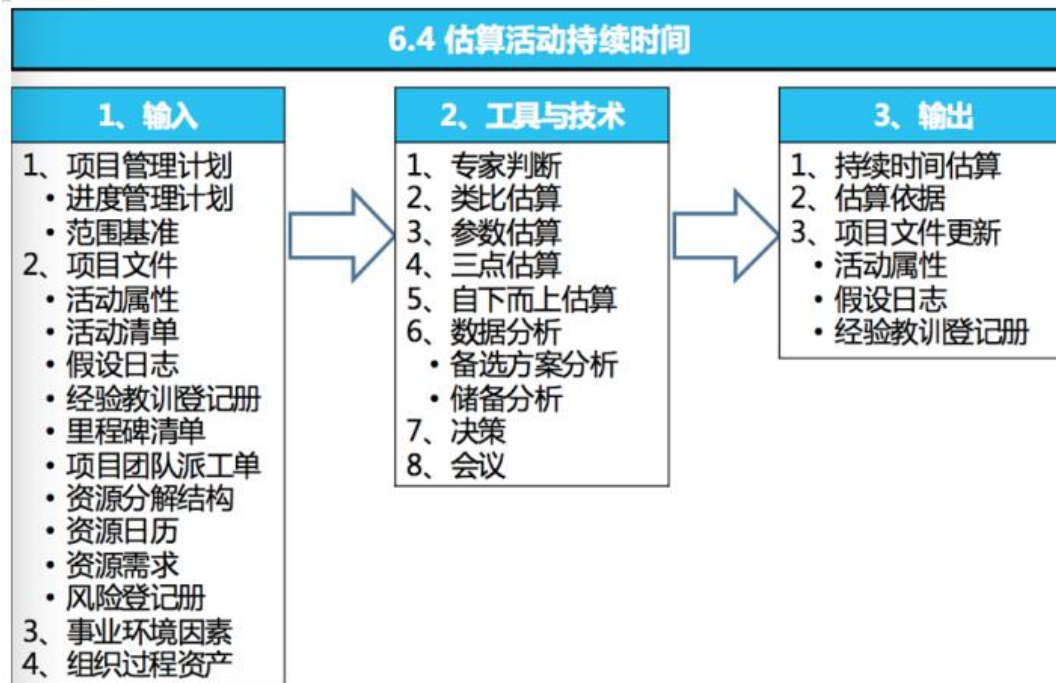 6.4 估算活动持续时间
1、输入
1、项目管理计划
• 进度管理计划
• 范围基准
2、项目文件
• 活动属性
• 活动清单
• 假设日志
• 经验教训登记册
• 里程碑清单
• 项目团队派工单
• 资源分解结构
• 资源日历
• 资源需求
• 风险登记册
3、事业环境因素
4、组织过程资产
2、工具与技术
1、专家判断
2、类比估算
3、参数估算
4、三点估算
5、自下而上估算
6、数据分析
• 备选方案分析
• 储备分析
7、决策
8、会议
3、输出
1、持续时间估算
2、估算依据
3、项目文件更新
• 活动属性
• 假设日志
• 经验教训登记册